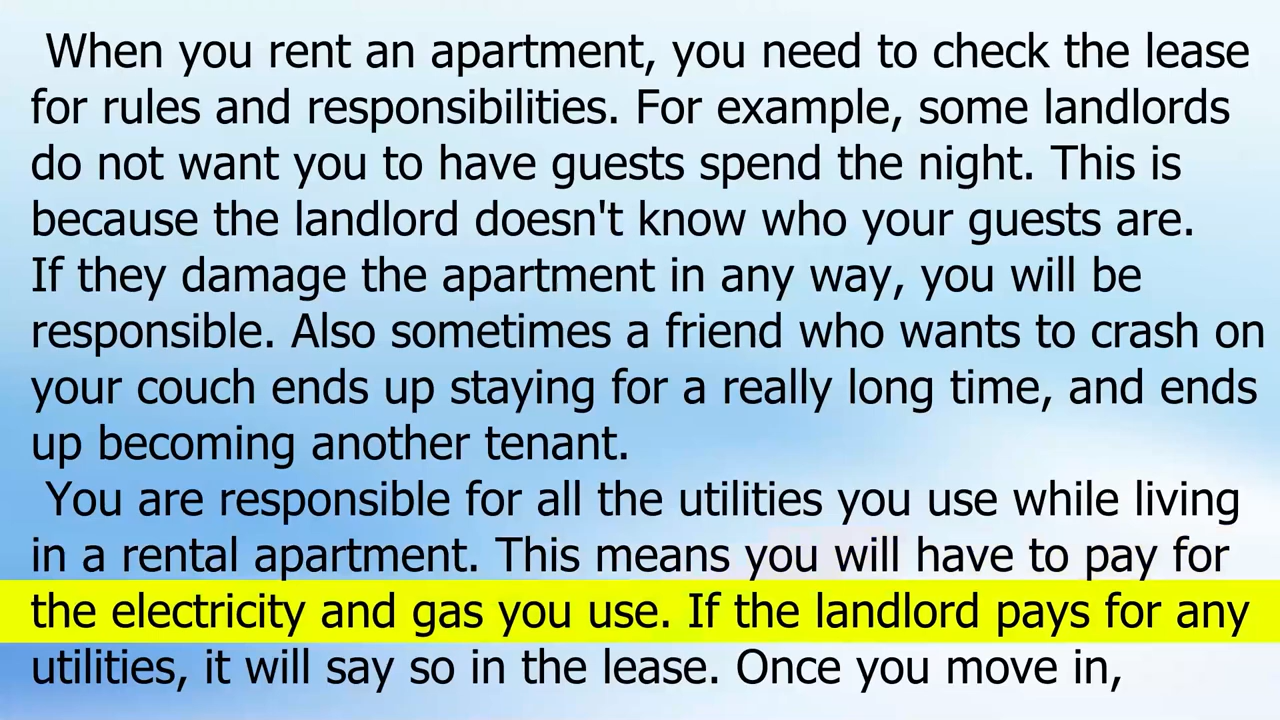 When you rent an apartment, you need to check the lease
for rules and responsibilities. For example, some landlords
do not want you to have guests spend the night. This is
because the landlord doesn't know who your guests are.
If they damage the apartment in any way, you will be
responsible. Also sometimes a friend who wants to crash on
your couch ends up staying for a really long time, and ends
up becoming another tenant.
You are responsible for all the utilities you use while living
in a rental apartment. This means you will have to pay for
the electricity and gas you use. If the landlord pays for any
utilities, it will say so in the lease. Once you move in,